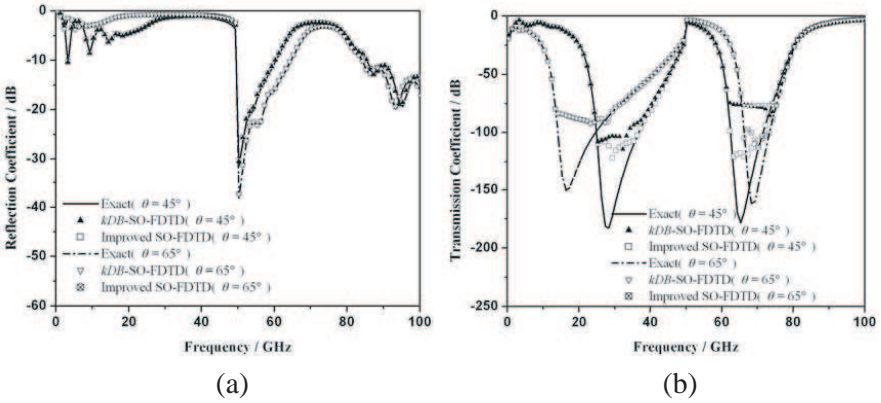 0
-10
-20
-30
-40
-50
-60
0 20 40 60 80 100
Reflection Coefficient / dB
Frequency / GHz
Exact( θ = 45° )
kDB-SO-FDTD( θ = 45° )
Improved SO-FDTD( θ = 45° )
Exact( θ = 65° )
kDB-SO-FDTD( θ = 65° )
Improved SO-FDTD( θ = 65° )
(a)
0
-50
-100
-150
-200
-250
0 20 40 60 80 100
Transmission Coefficient / dB
Frequency / GHz
Exact( θ = 45° )
kDB-SO-FDTD( θ = 45° )
Improved SO-FDTD( θ = 45° )
Exact( θ = 65° )
kDB-SO-FDTD( θ = 65° )
Improved SO-FDTD( θ = 65° )
(b)